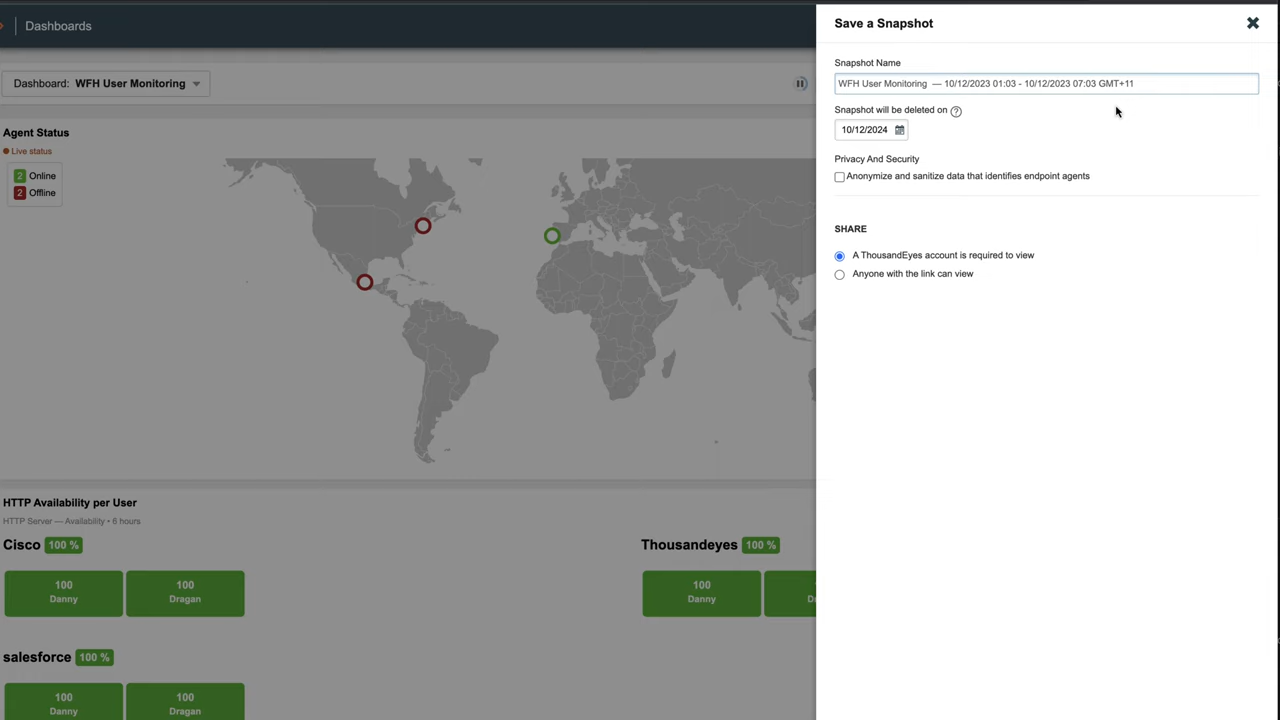 Dashboards
Dashboard: WFH User Monitoring
Agent Status
Live status
2 Online
2 Offline
HTTP Availability per User
HTTP Server — Availability • 6 hours
Cisco 100 %
100
Danny
100
Dragan
Thousandeyes 100 %
100
Danny
salesforce 100 %
100
Danny
100
Dragan
Save a Snapshot
Snapshot Name
WFH User Monitoring — 10/12/2023 01:03 - 10/12/2023 07:03 GMT+11
Snapshot will be deleted on ?
10/12/2024
Privacy And Security
Anonymize and sanitize data that identifies endpoint agents
SHARE
A ThousandEyes account is required to view
Anyone with the link can view